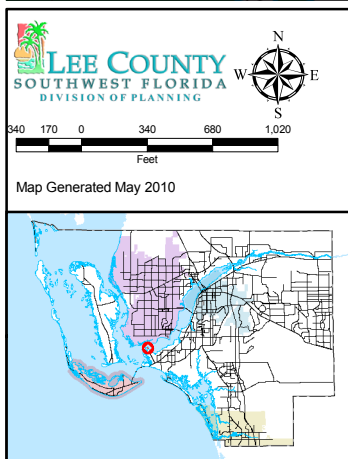 LEE COUNTY
SOUTHWEST FLORIDA
DIVISION OF PLANNING
N
W E
S
340 170 0 340 680 1,020
Feet
Map Generated May 2010